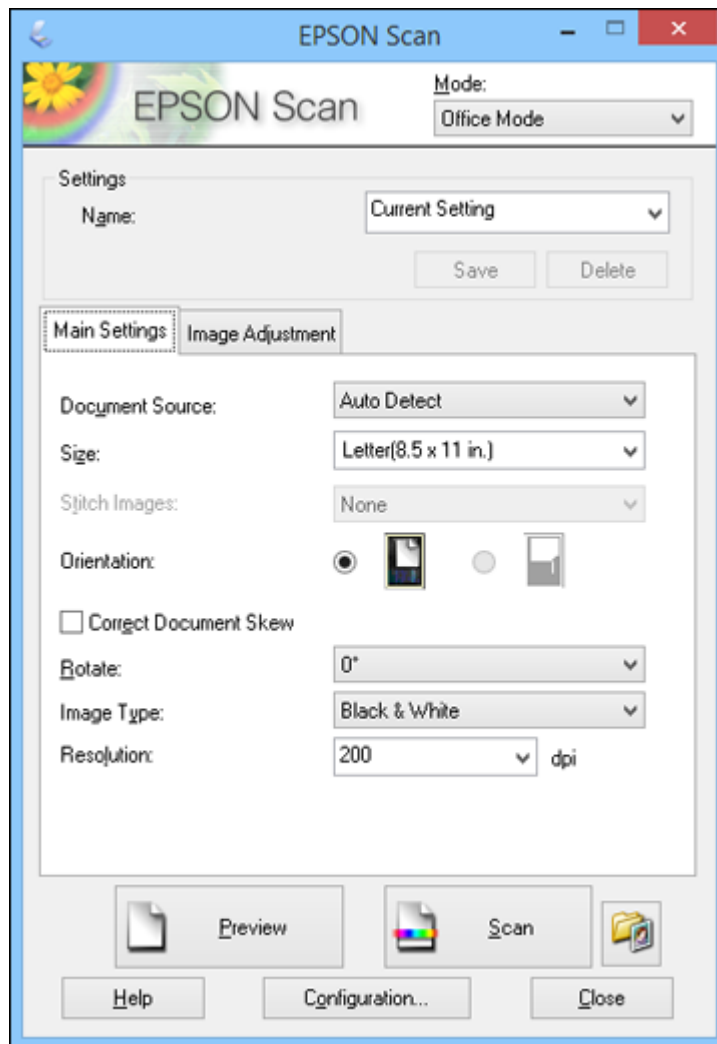 EPSON Scan
EPSON Scan
Mode:
Office Mode
Settings
Name:
Current Setting
Save
Delete
Main Settings
Image Adjustment
Document Source:
Auto Detect
Size:
Letter(8.5 x 11 in.)
Stitch Images:
None
Orientation:
Correct Document Skew
Rotate:
0°
Image Type:
Black & White
Resolution:
200
dpi
Preview
Scan
Help
Configuration...
Close